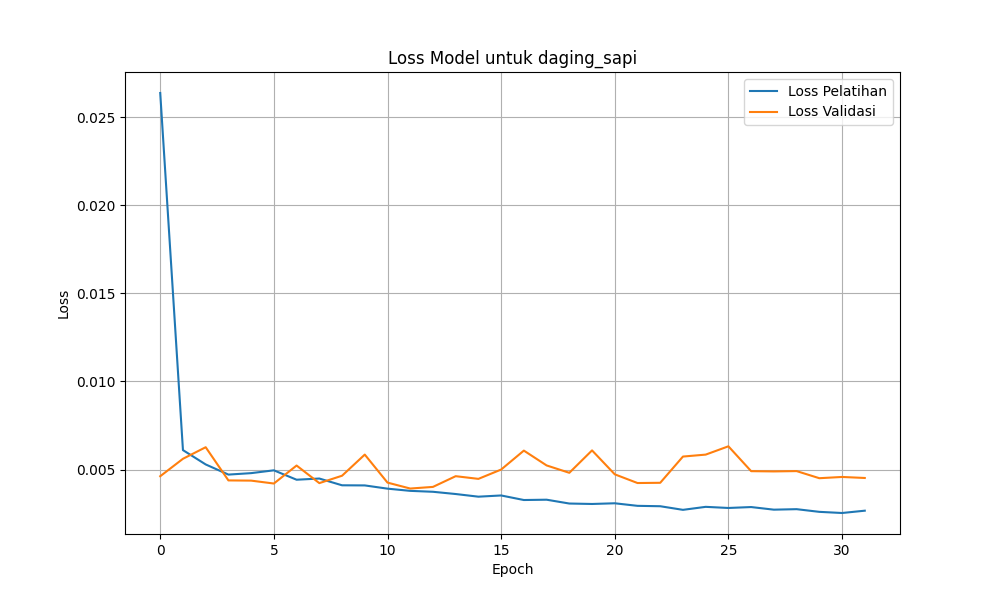 Loss Model untuk daging_sapi
Loss Pelatihan
Loss Validasi
0.025
0.020
0.015
0.010
0.005
Loss
0
5
10
15
20
25
30
Epoch